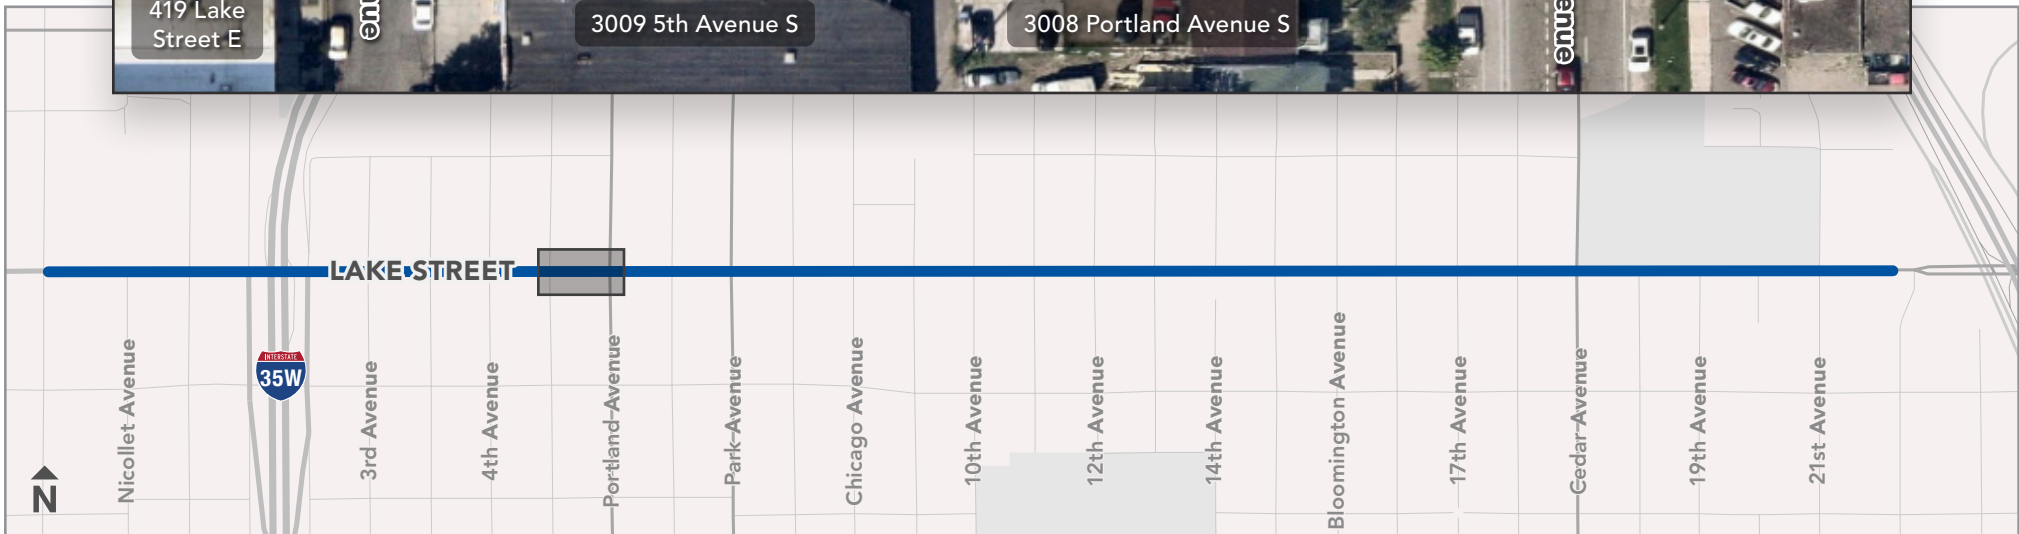 419 Lake
Street E
ue
3009 5th Avenue S
3008 Portland Avenue S
enue
LAKE STREET
INTERSTATE
35W
Nicollet Avenue
3rd Avenue
4th Avenue
Portland Avenue
Park Avenue
Chicago Avenue
10th Avenue
12th Avenue
14th Avenue
Bloomington Avenue
17th Avenue
Cedar Avenue
19th Avenue
21st Avenue
N